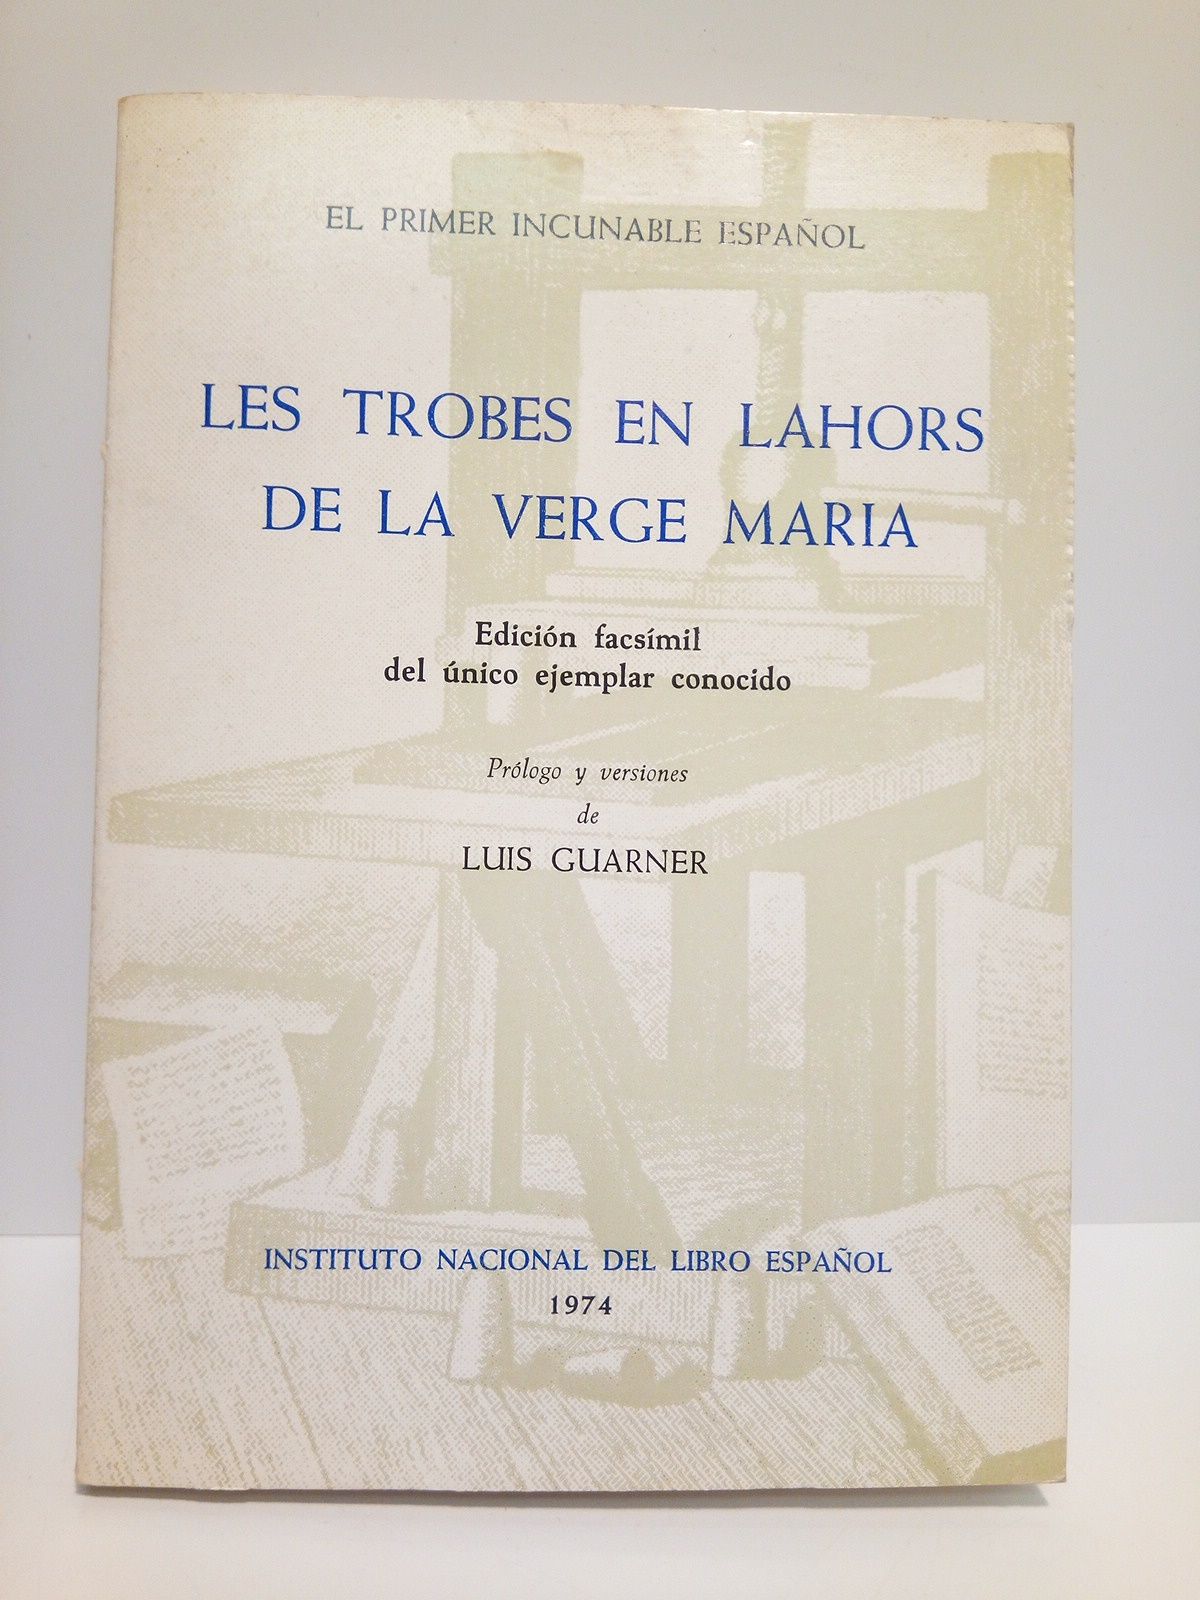 EL PRIMER INCUNABLE ESPAÑOL
LES TROBES EN LAHORS
DE LA VERGE MARIA
Edición facsímil
del único ejemplar conocido
Prólogo y versiones
de
LUIS GUARNER
INSTITUTO NACIONAL DEL LIBRO ESPAÑOL
1974